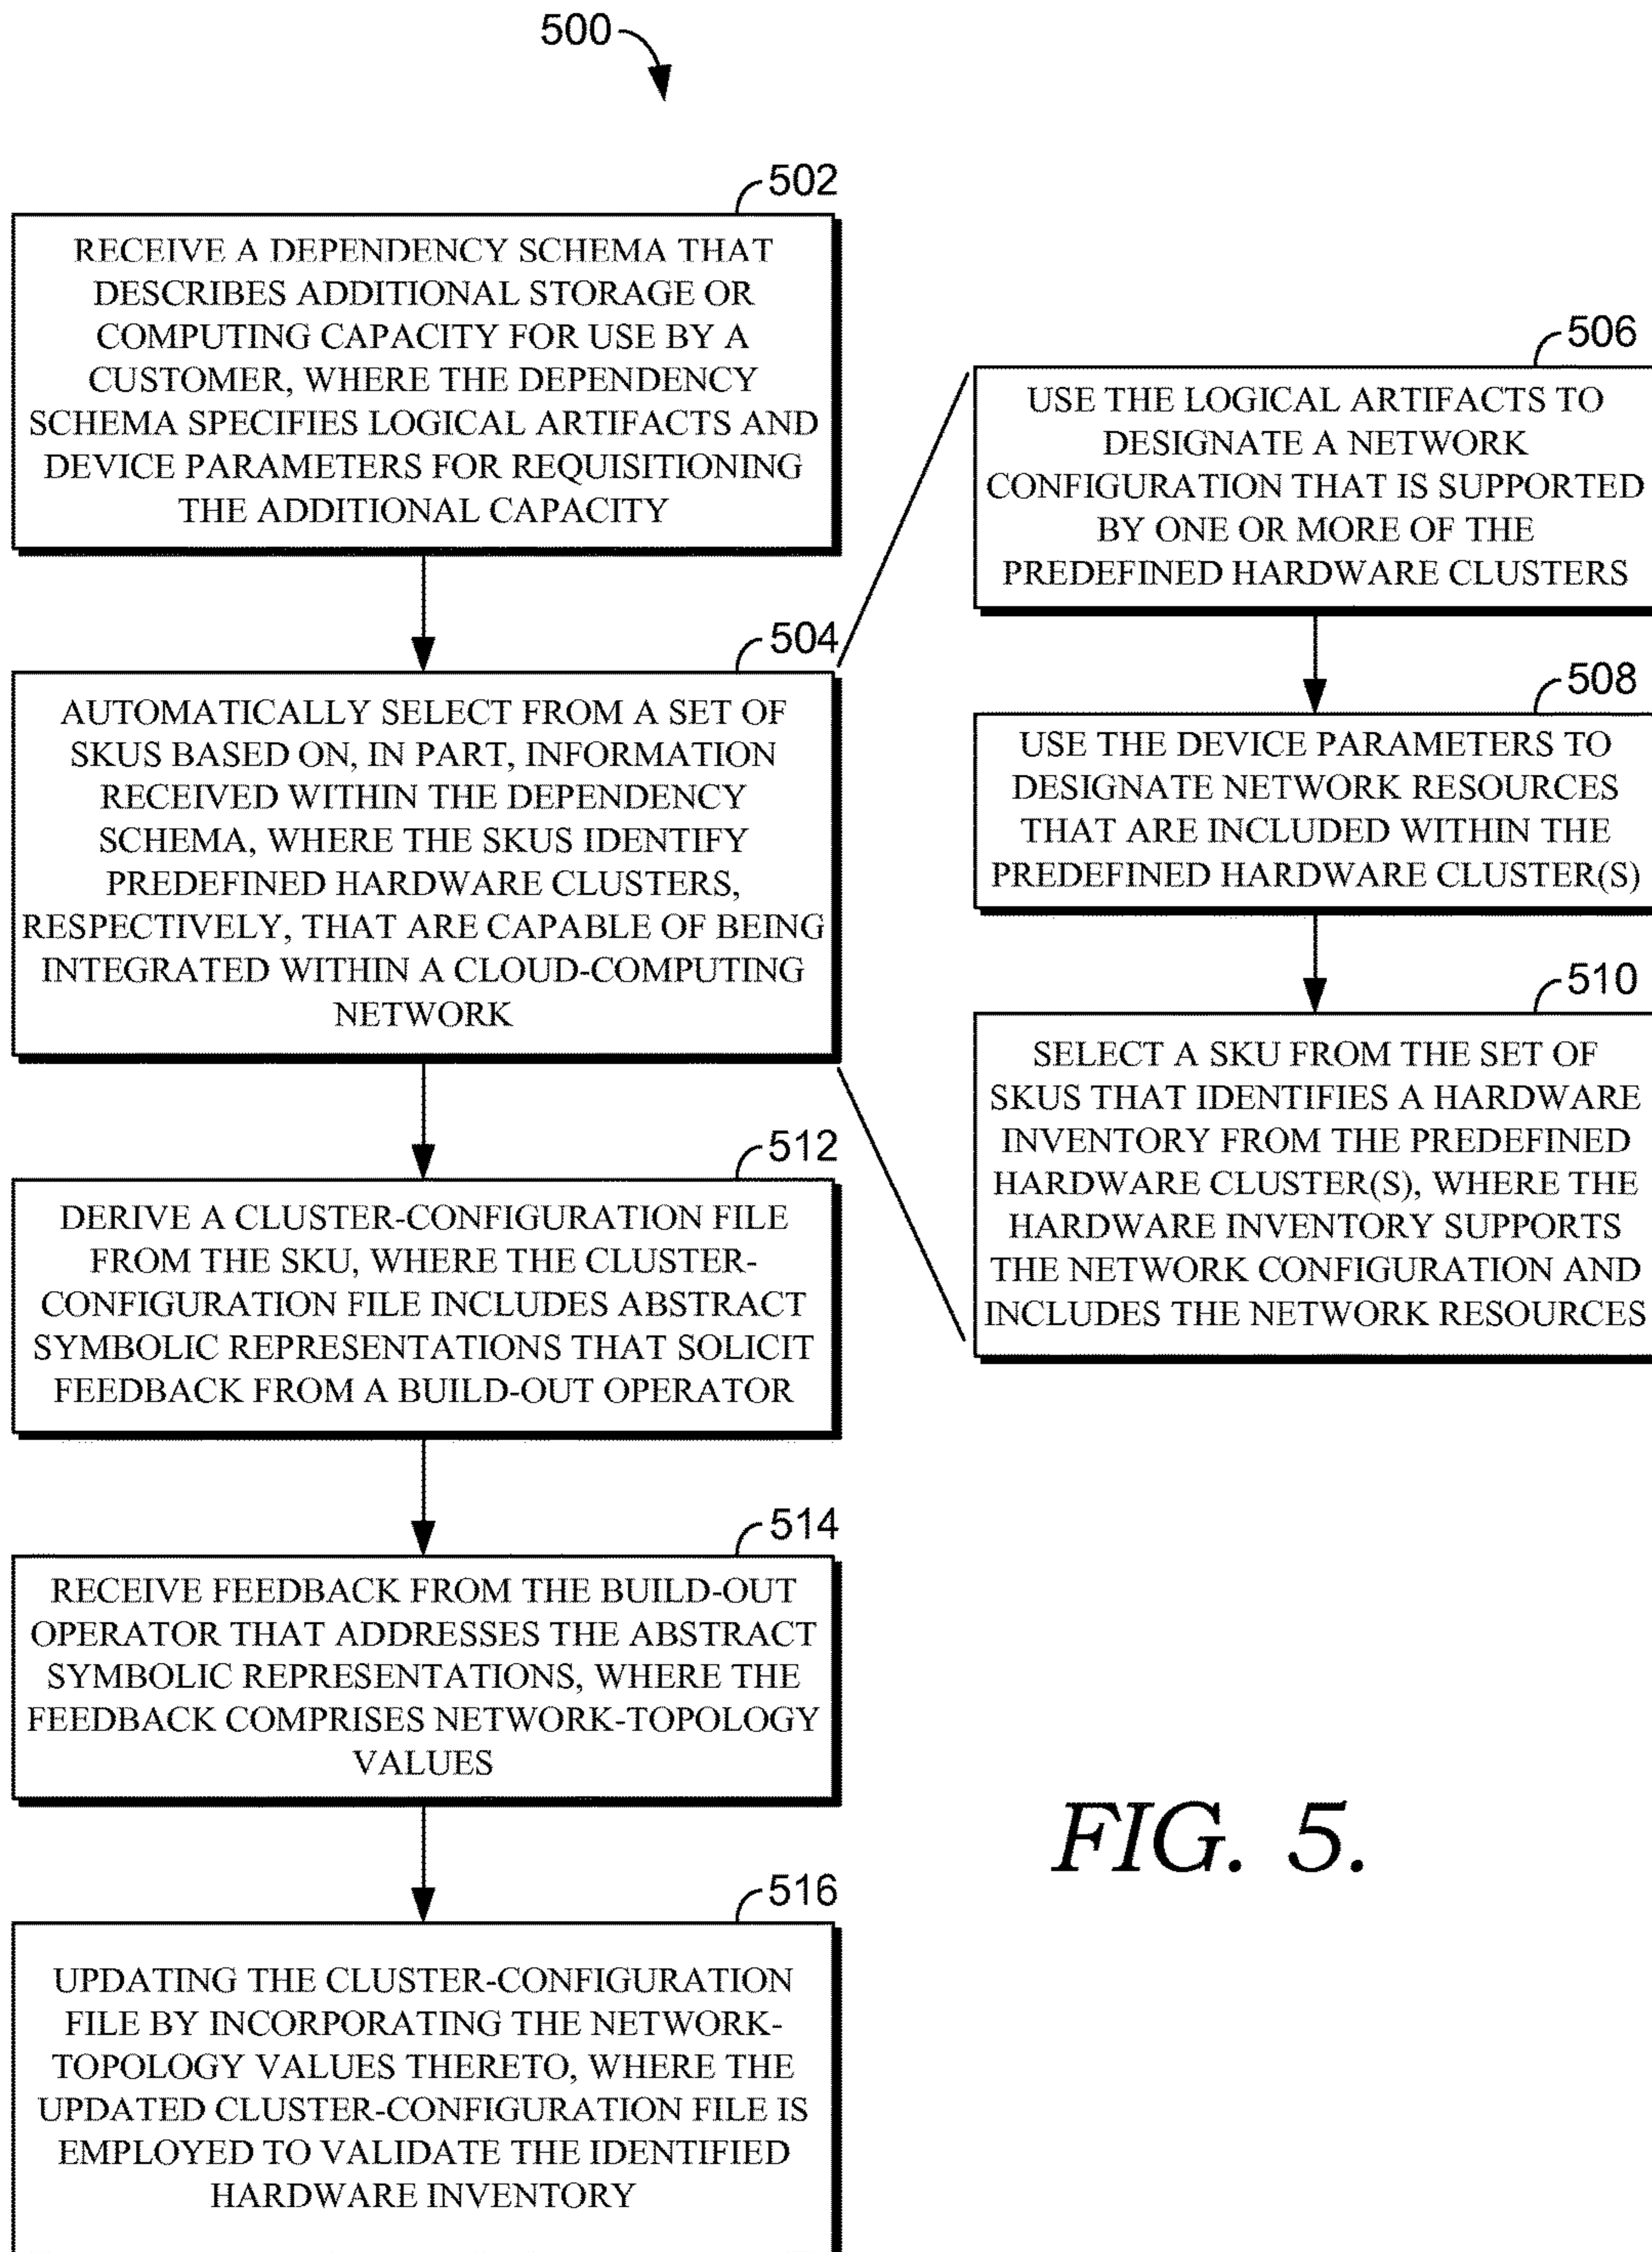 500
502
RECEIVE A DEPENDENCY SCHEMA THAT
DESCRIBES ADDITIONAL STORAGE OR
COMPUTING CAPACITY FOR USE BY A
CUSTOMER, WHERE THE DEPENDENCY
SCHEMA SPECIFIES LOGICAL ARTIFACTS AND
DEVICE PARAMETERS FOR REQUISITIONING
THE ADDITIONAL CAPACITY
504
AUTOMATICALLY SELECT FROM A SET OF
SKUS BASED ON, IN PART, INFORMATION
RECEIVED WITHIN THE DEPENDENCY
SCHEMA, WHERE THE SKUS IDENTIFY
PREDEFINED HARDWARE CLUSTERS,
RESPECTIVELY, THAT ARE CAPABLE OF BEING
INTEGRATED WITHIN A CLOUD-COMPUTING
NETWORK
506
USE THE LOGICAL ARTIFACTS TO
DESIGNATE A NETWORK
CONFIGURATION THAT IS SUPPORTED
BY ONE OR MORE OF THE
PREDEFINED HARDWARE CLUSTERS
508
USE THE DEVICE PARAMETERS TO
DESIGNATE NETWORK RESOURCES
THAT ARE INCLUDED WITHIN THE
PREDEFINED HARDWARE CLUSTER(S)
510
SELECT A SKU FROM THE SET OF
SKUS THAT IDENTIFIES A HARDWARE
INVENTORY FROM THE PREDEFINED
HARDWARE CLUSTER(S), WHERE THE
HARDWARE INVENTORY SUPPORTS
THE NETWORK CONFIGURATION AND
INCLUDES THE NETWORK RESOURCES
512
DERIVE A CLUSTER-CONFIGURATION FILE
FROM THE SKU, WHERE THE CLUSTER-
CONFIGURATION FILE INCLUDES ABSTRACT
SYMBOLIC REPRESENTATIONS THAT SOLICIT
FEEDBACK FROM A BUILD-OUT OPERATOR
514
RECEIVE FEEDBACK FROM THE BUILD-OUT
OPERATOR THAT ADDRESSES THE ABSTRACT
SYMBOLIC REPRESENTATIONS, WHERE THE
FEEDBACK COMPRISES NETWORK-TOPOLOGY
VALUES
516
UPDATING THE CLUSTER-CONFIGURATION
FILE BY INCORPORATING THE NETWORK-
TOPOLOGY VALUES THERETO, WHERE THE
UPDATED CLUSTER-CONFIGURATION FILE IS
EMPLOYED TO VALIDATE THE IDENTIFIED
HARDWARE INVENTORY
FIG. 5.